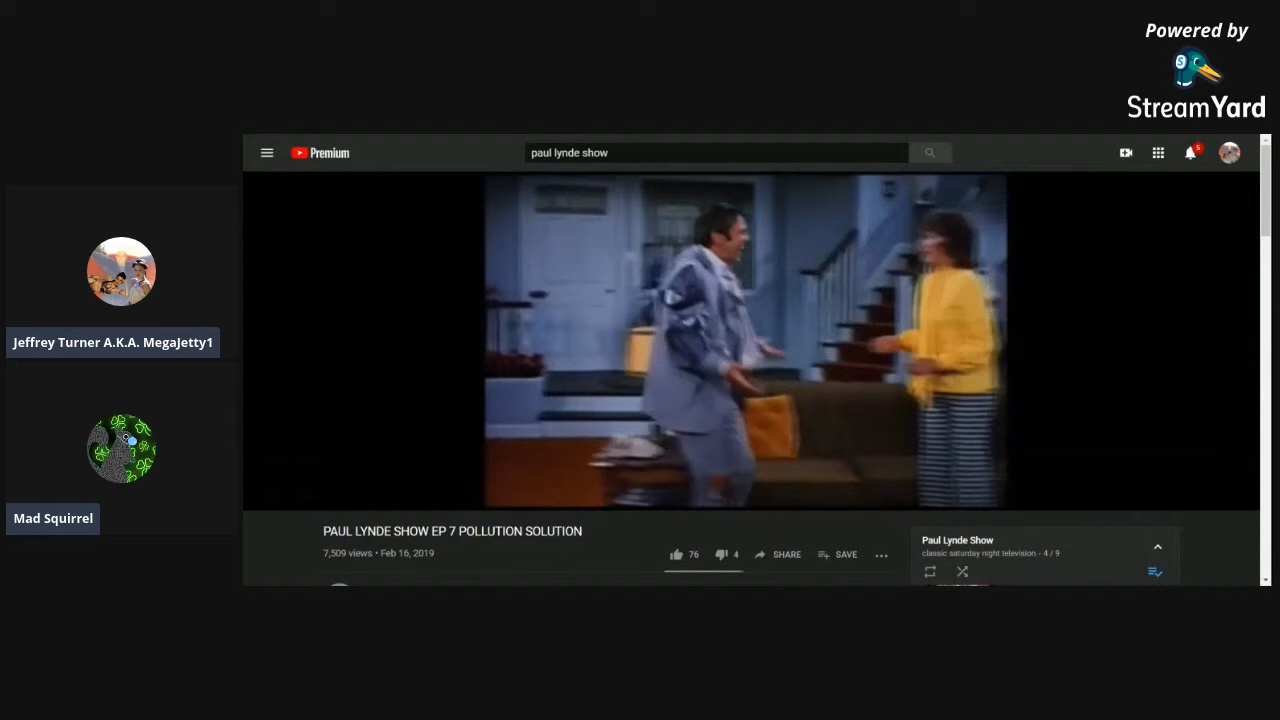 Powered by
S
StreamYard
Premium
paul lynde show
5
Jeffrey Turner A.K.A. MegaJetty1
Mad Squirrel
PAUL LYNDE SHOW EP 7 POLLUTION SOLUTION
7,509 views • Feb 16, 2019
76
4
SHARE
SAVE
Paul Lynde Show
classic saturday night television - 4 / 9